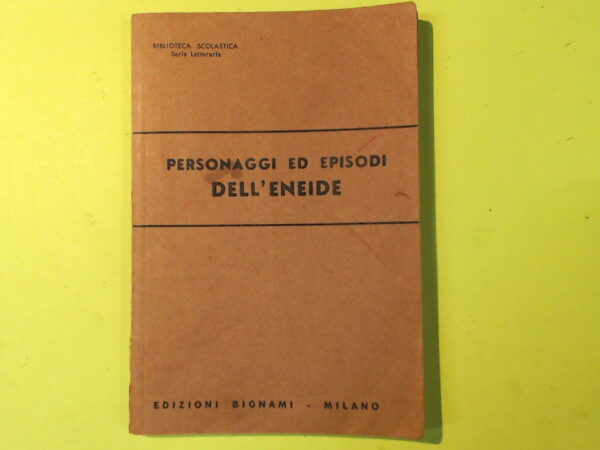 BIBLIOTECA SCOLASTICA
Serie Letteraria
PERSONAGGI ED EPISODI
DELL'ENEIDE
EDIZIONI BIGNAMI - MILANO